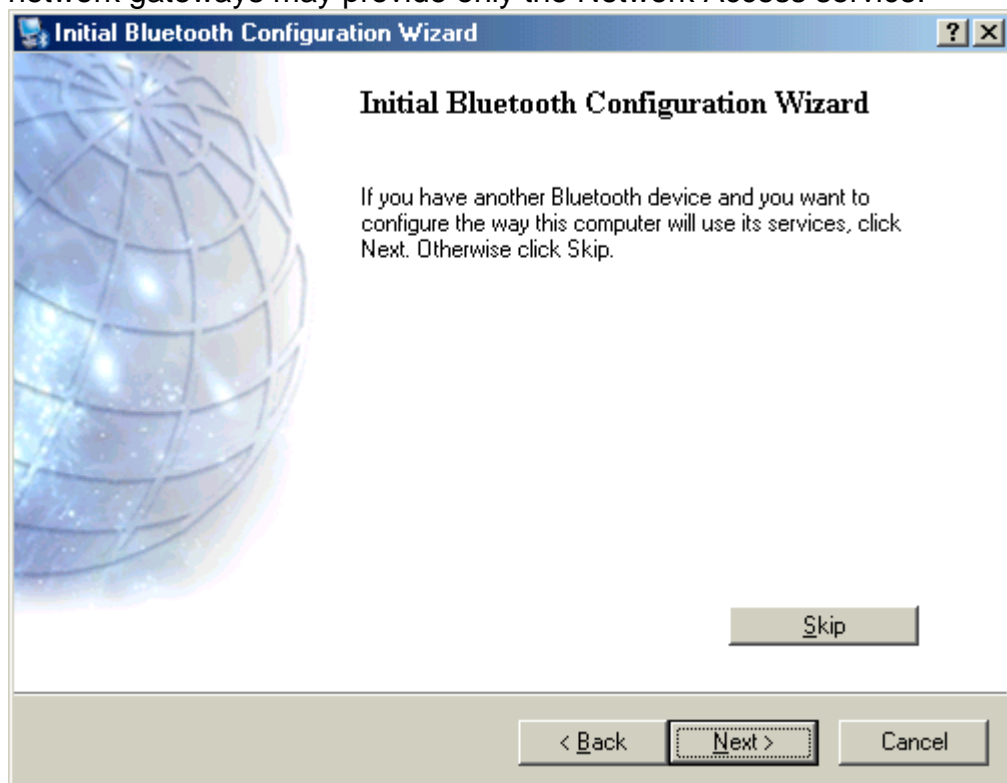 network gateways may provide only the Network Access service.
Initial Bluetooth Configuration Wizard
Initial Bluetooth Configuration Wizard
If you have another Bluetooth device and you want to
configure the way this computer will use its services, click
Next. Otherwise click Skip.
Skip
< Back Next > Cancel